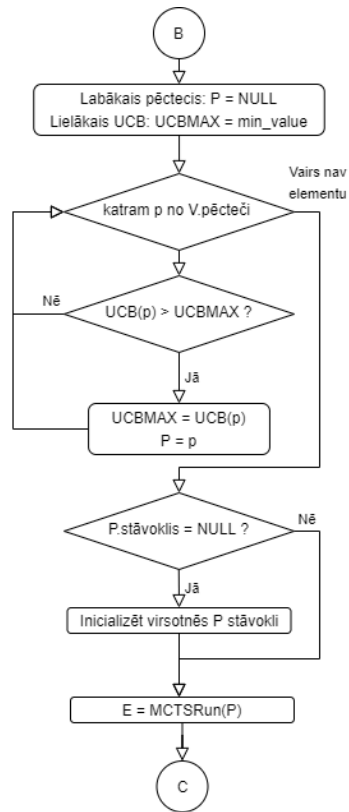 B
Labākais pēctecis: P = NULL
Lielākais UCB: UCBMAX = min_value
Vairs nav
elementu
katram p no V.pēcteči
Nē
UCB(p) > UCBMAX ?
Jā
UCBMAX = UCB(p)
P = p
P.stāvoklis = NULL ?
Nē
Jā
Inicializēt virsotnēs P stāvokli
E = MCTSRun(P)
C